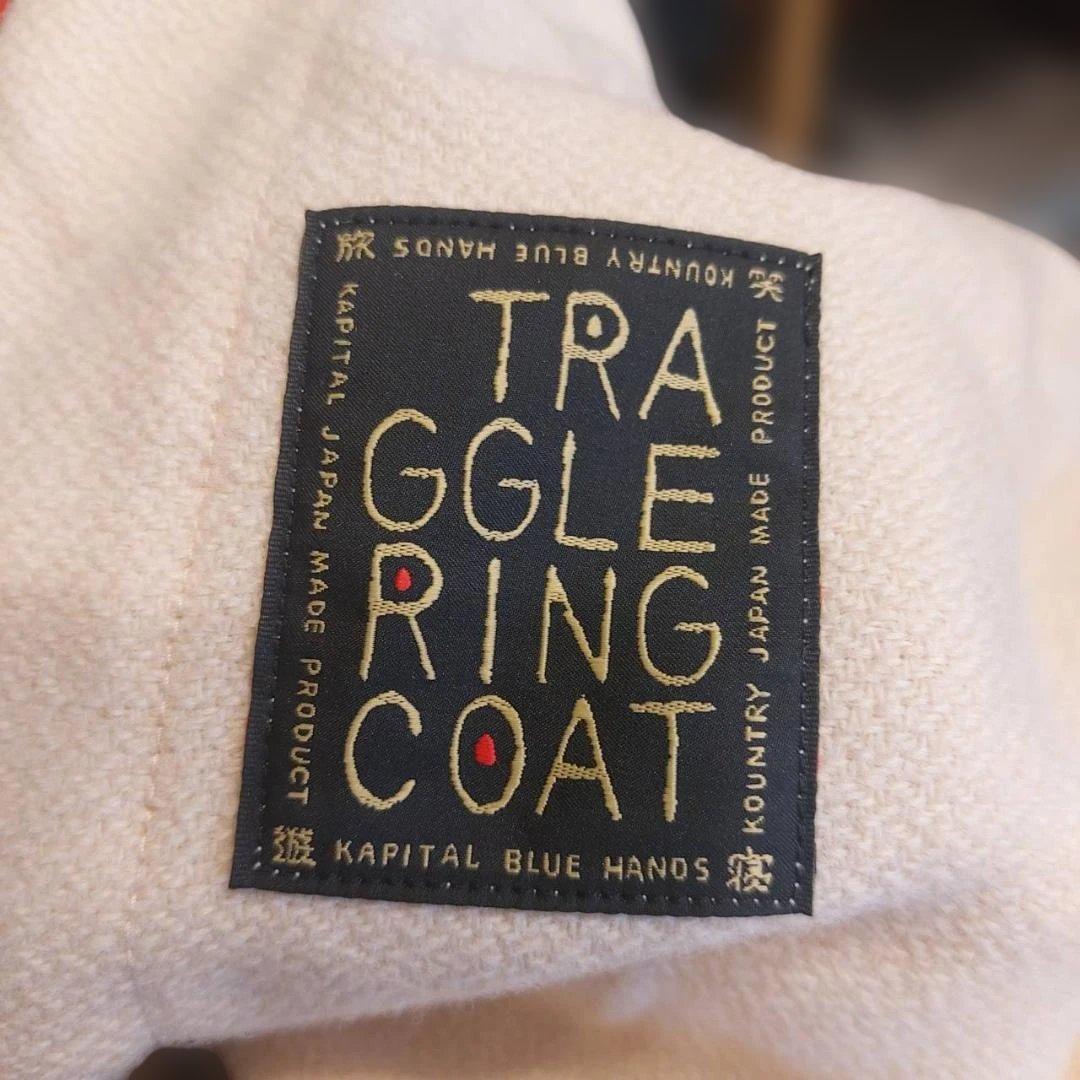 旅 KOUNTRY BLUE HANDS 笑
TRA
GGLE
RING
COAT
KAPITAL JAPAN MADE PRODUCT
KOUNTRY JAPAN MADE PRODUCT
遊 KAPITAL BLUE HANDS 寝